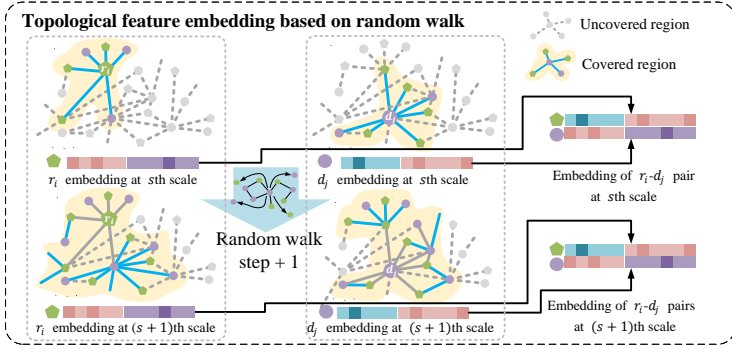 Topological feature embedding based on random walk
Uncovered region
Covered region
r_i
d_j
r_i embedding at sth scale
d_j embedding at sth scale
Embedding of r_i-d_j pair
at sth scale
Random walk
step + 1
r_i
d_j
r_i embedding at (s + 1)th scale
d_j embedding at (s + 1)th scale
Embedding of r_i-d_j pairs
at (s + 1)th scale